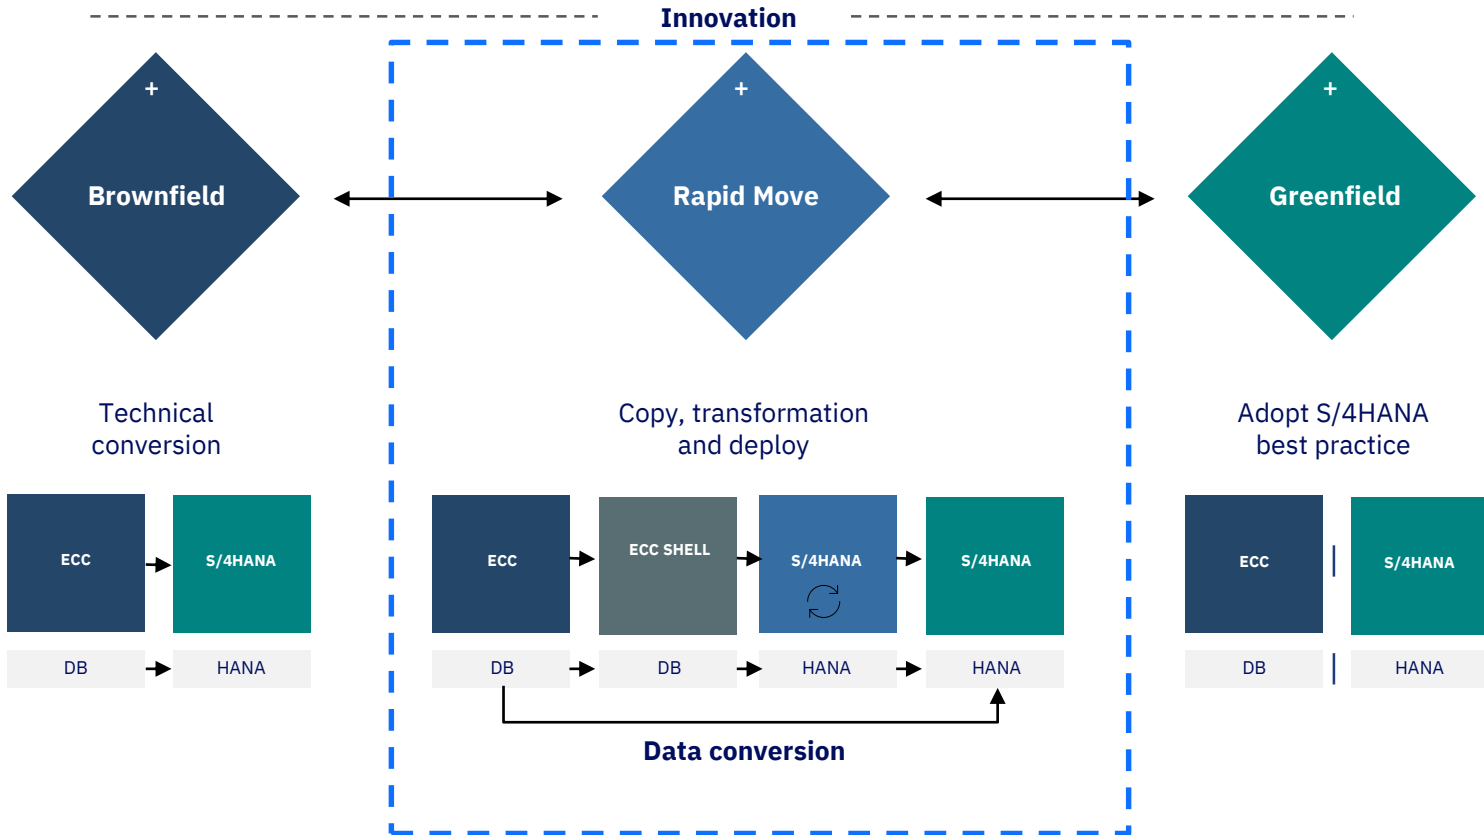 Innovation
+
+
+
Brownfield
Rapid Move
Greenfield
Technical
conversion
Copy, transformation
and deploy
Adopt S/4HANA
best practice
ECC
S/4HANA
ECC
ECC SHELL
S/4HANA
S/4HANA
ECC
S/4HANA
DB
HANA
DB
DB
HANA
HANA
DB
HANA
Data conversion